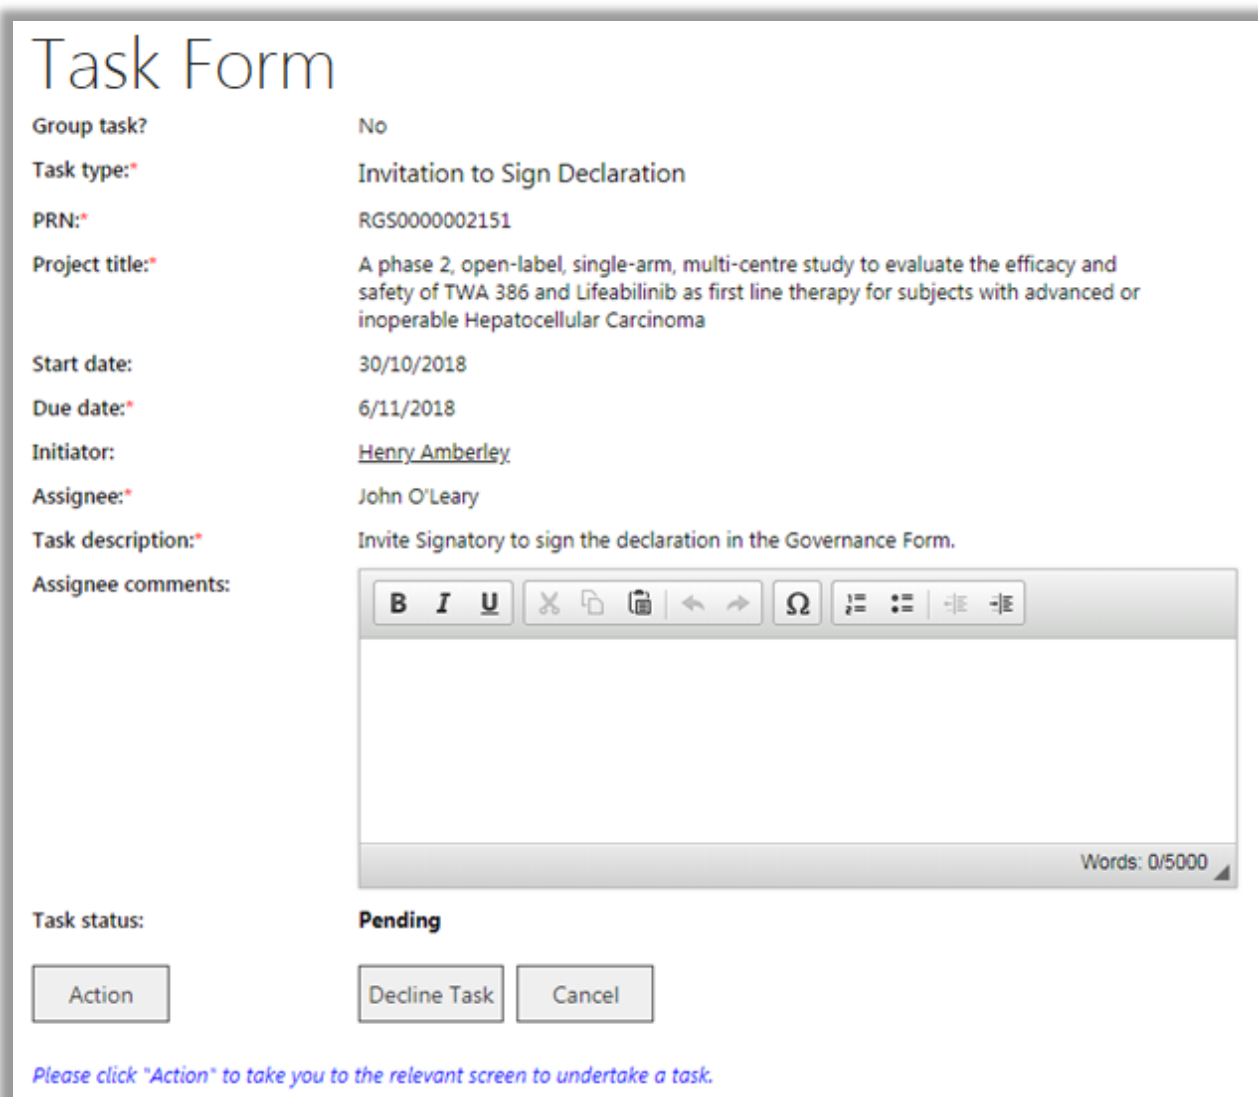 Task Form
Group task? No
Task type:* Invitation to Sign Declaration
PRN:* RGS0000002151
Project title:* A phase 2, open-label, single-arm, multi-centre study to evaluate the efficacy and
safety of TWA 386 and Lifeabilinib as first line therapy for subjects with advanced or
inoperable Hepatocellular Carcinoma
Start date: 30/10/2018
Due date:* 6/11/2018
Initiator: Henry Amberley
Assignee:* John O'Leary
Task description:* Invite Signatory to sign the declaration in the Governance Form.
Assignee comments:
B I U Ω
Words: 0/5000
Task status: Pending
Action Decline Task Cancel
Please click "Action" to take you to the relevant screen to undertake a task.